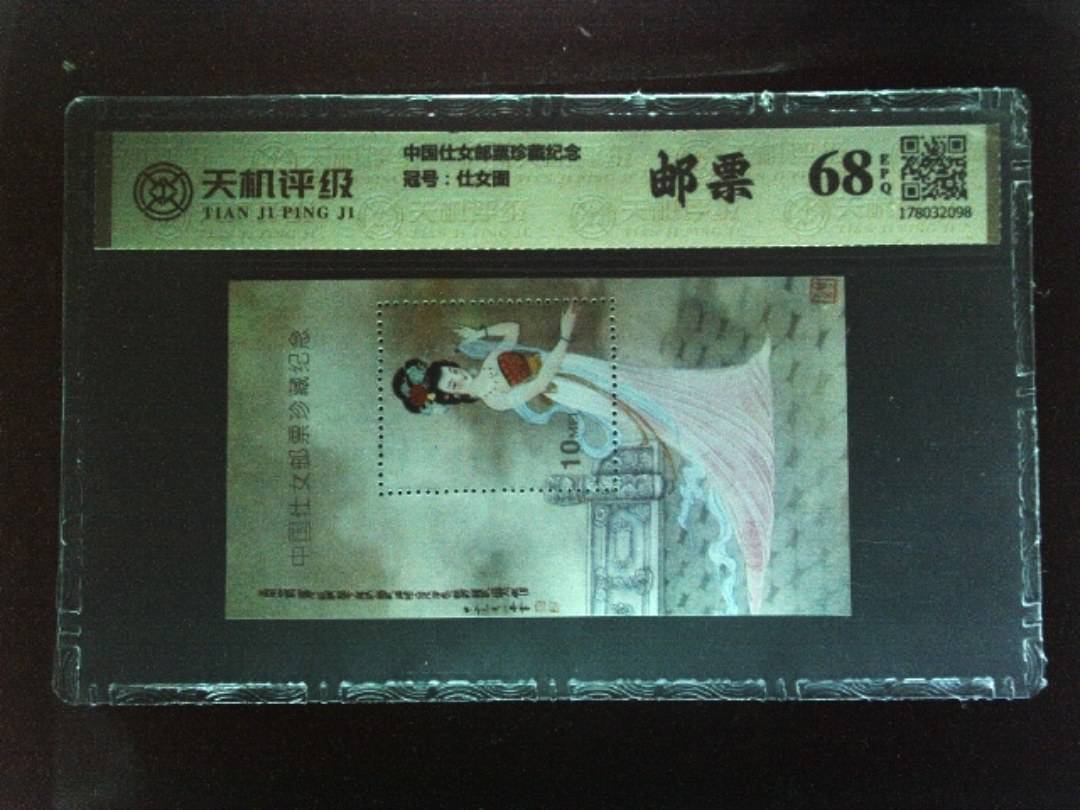 天机评级
TIAN JI PING JI
中国仕女邮票珍藏纪念
冠号：仕女图
邮票
68
EPQ
178032098
中国仕女邮票珍藏纪念
10